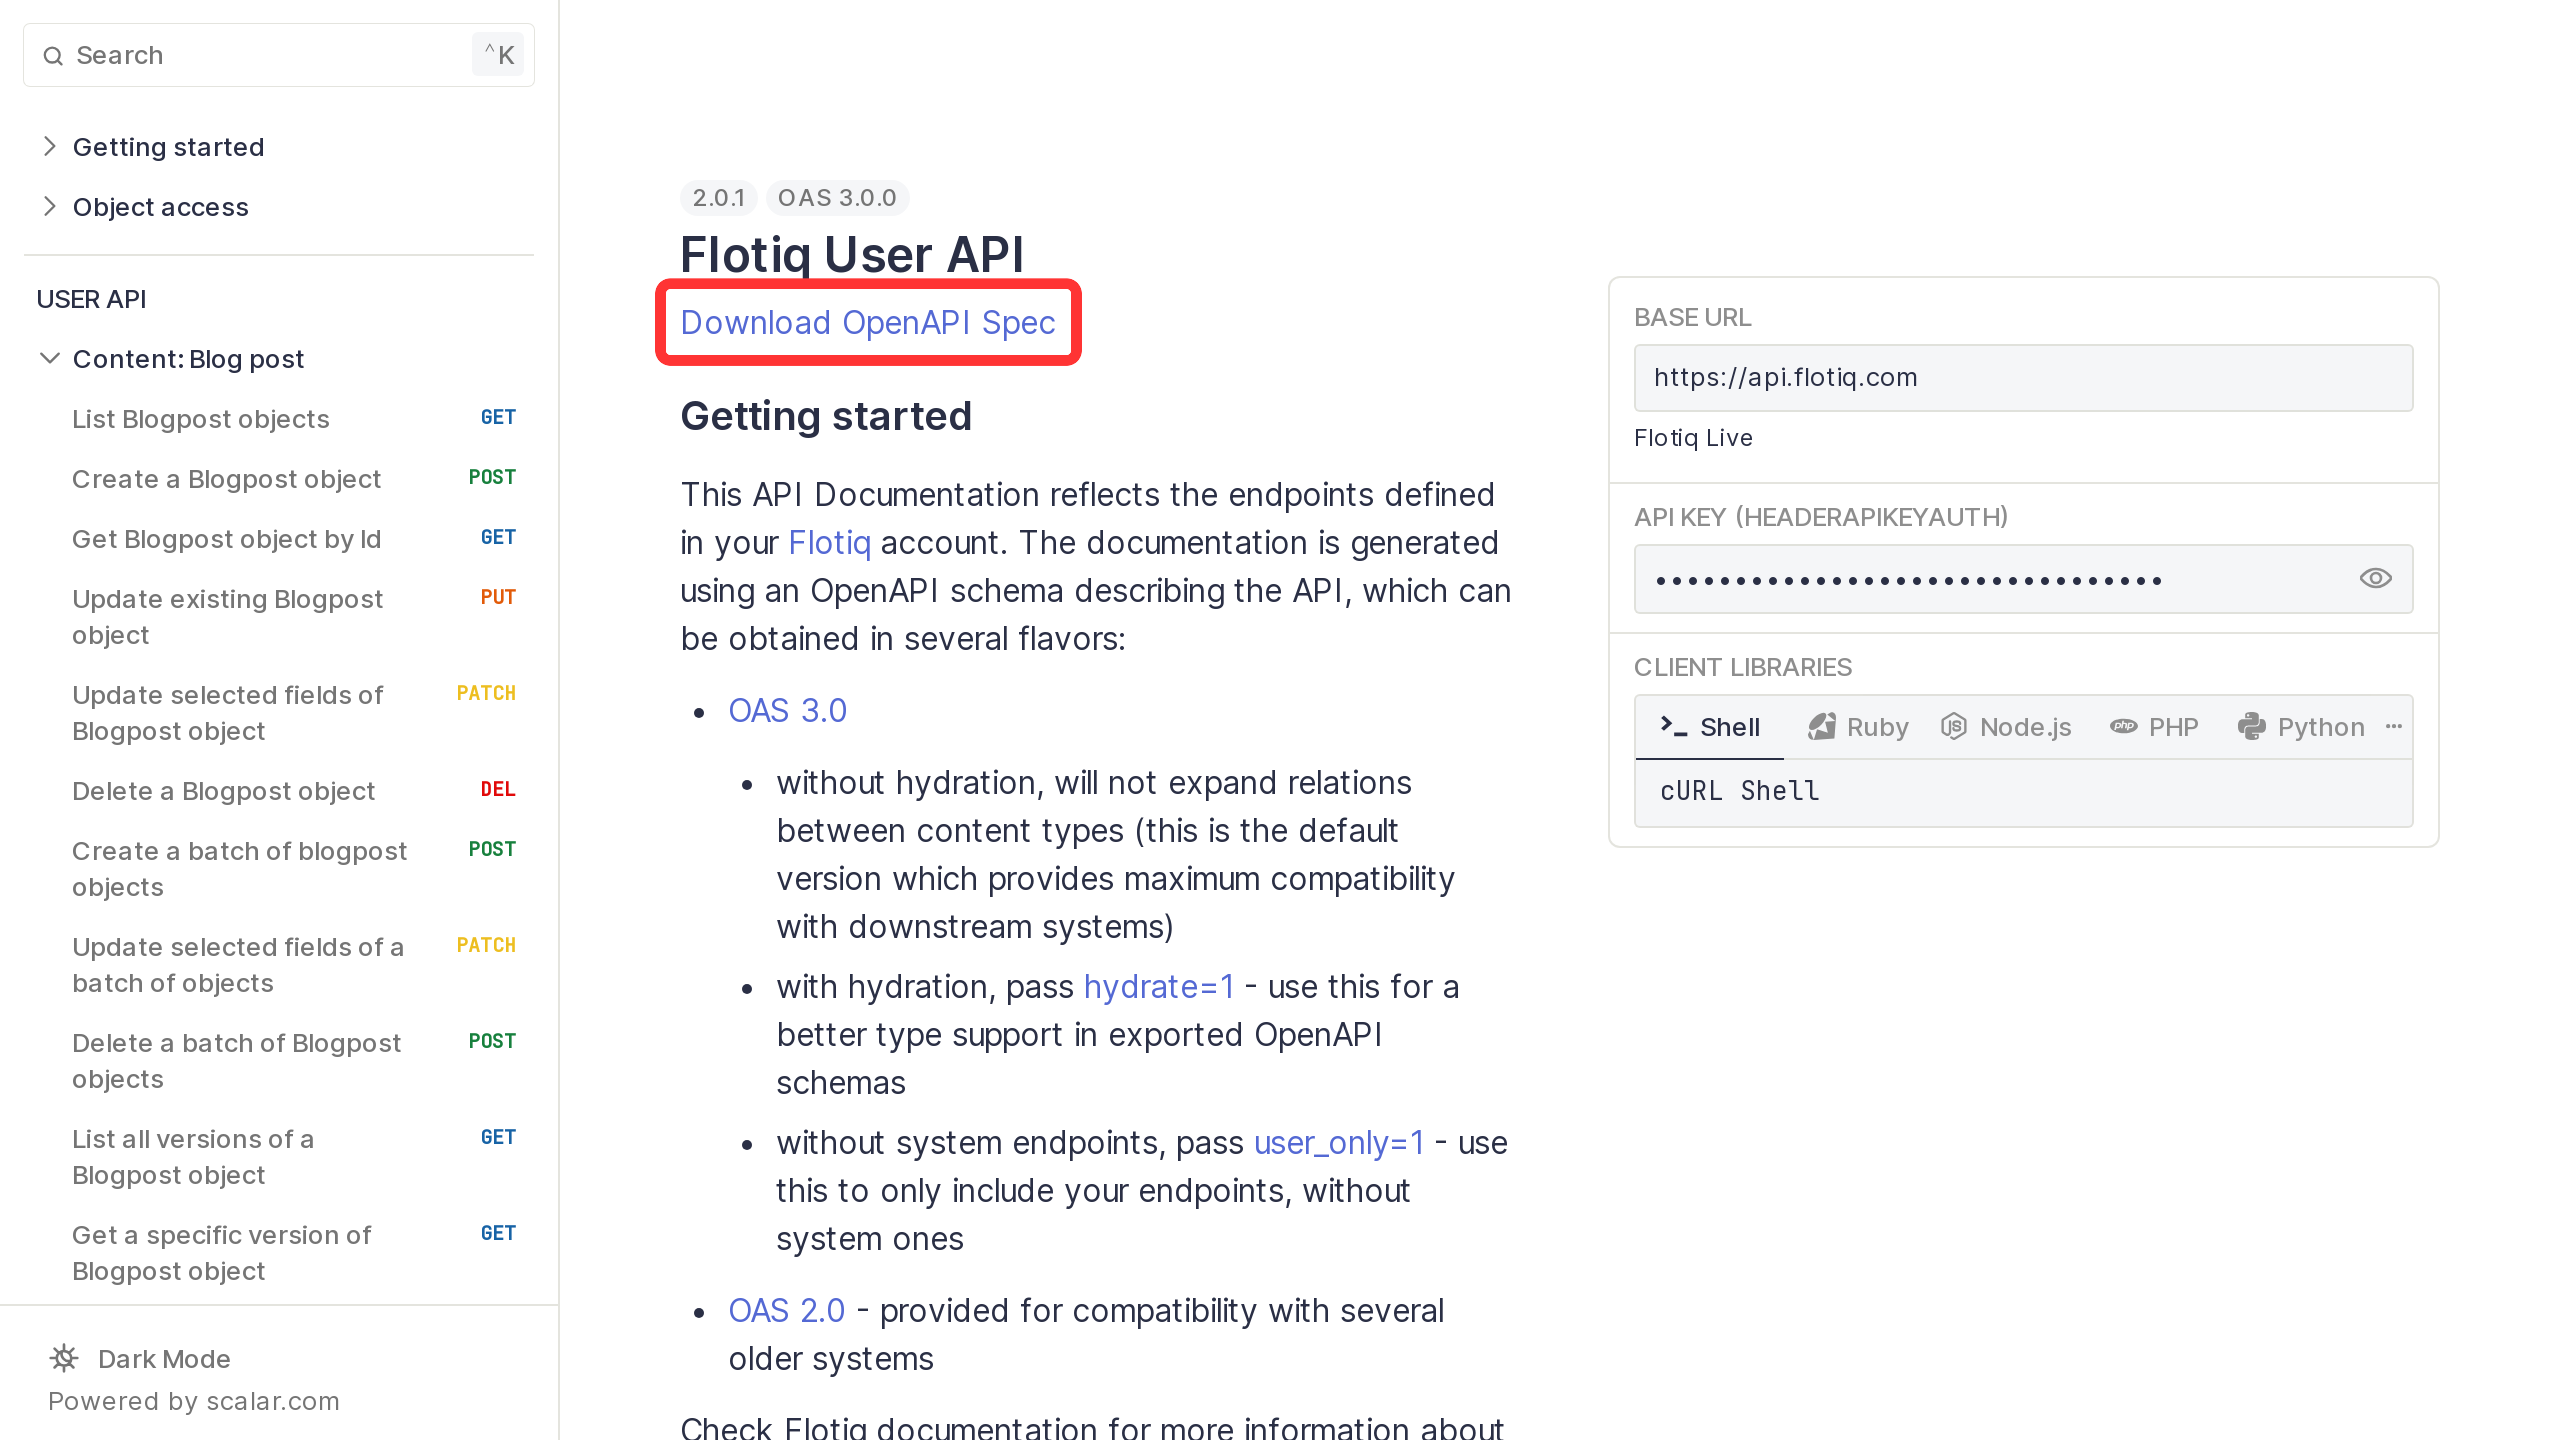 Search
^K
Getting started
Object access
USER API
Content: Blog post
List Blogpost objects
GET
Create a Blogpost object
POST
Get Blogpost object by Id
GET
Update existing Blogpost
object
PUT
Update selected fields of
Blogpost object
PATCH
Delete a Blogpost object
DEL
Create a batch of blogpost
objects
POST
Update selected fields of a
batch of objects
PATCH
Delete a batch of Blogpost
objects
POST
List all versions of a
Blogpost object
GET
Get a specific version of
Blogpost object
GET
Dark Mode
Powered by scalar.com
2.0.1
OAS 3.0.0
Flotiq User API
Download OpenAPI Spec
Getting started
This API Documentation reflects the endpoints defined
in your Flotiq account. The documentation is generated
using an OpenAPI schema describing the API, which can
be obtained in several flavors:
• OAS 3.0
• without hydration, will not expand relations
between content types (this is the default
version which provides maximum compatibility
with downstream systems)
• with hydration, pass hydrate=1 - use this for a
better type support in exported OpenAPI
schemas
• without system endpoints, pass user_only=1 - use
this to only include your endpoints, without
system ones
• OAS 2.0 - provided for compatibility with several
older systems
Check Flotiq documentation for more information about
BASE URL
https://api.flotiq.com
Flotiq Live
API KEY (HEADERAPIKEYAUTH)
••••••••••••••••••••••••••••••••
CLIENT LIBRARIES
Shell
Ruby
Node.js
php
PHP
Python
cURL Shell